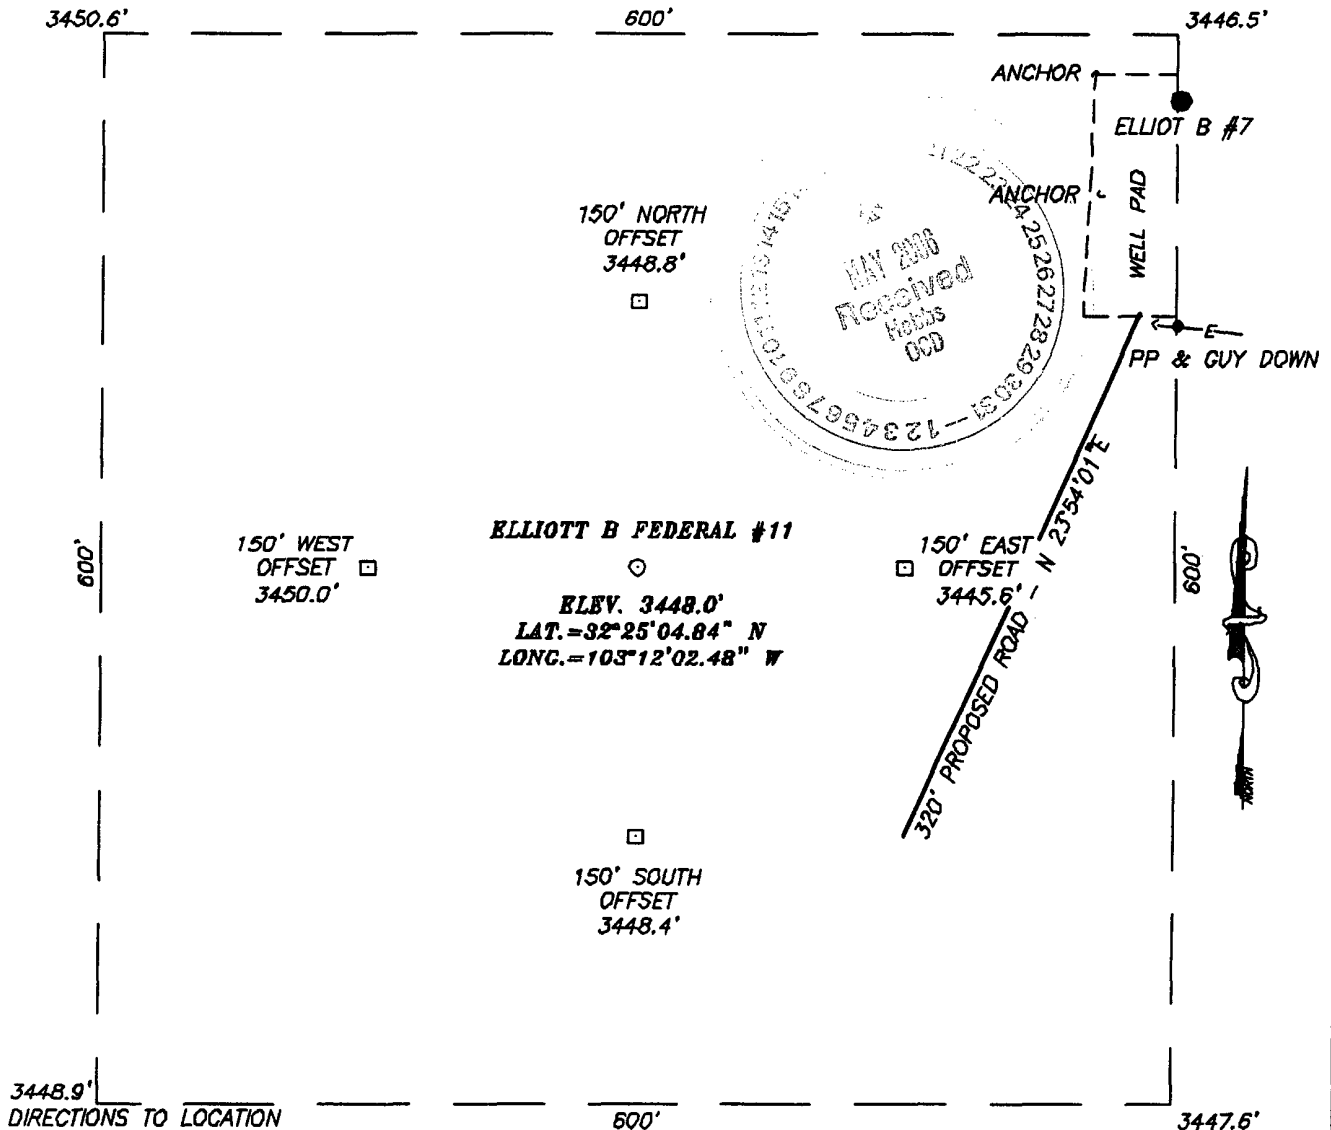 3450.6'
600'
3446.5'
ANCHOR
ELLIOT B #7
ANCHOR
WELL PAD
150' NORTH
OFFSET
3448.8'
MAY 2006
Received
Hobbs
OCD
E
PP & GUY DOWN
ELLIOTT B FEDERAL #11
600'
150' WEST
OFFSET
3450.0'
150' EAST
OFFSET
3445.6'
600'
ELEV. 3448.0'
LAT.=32°25'04.84" N
LONG.=103°12'02.48" W
320' PROPOSED ROAD - N 23°54'01"E
NORTH
150' SOUTH
OFFSET
3448.4'
3448.9'
DIRECTIONS TO LOCATION
600'
3447.6'